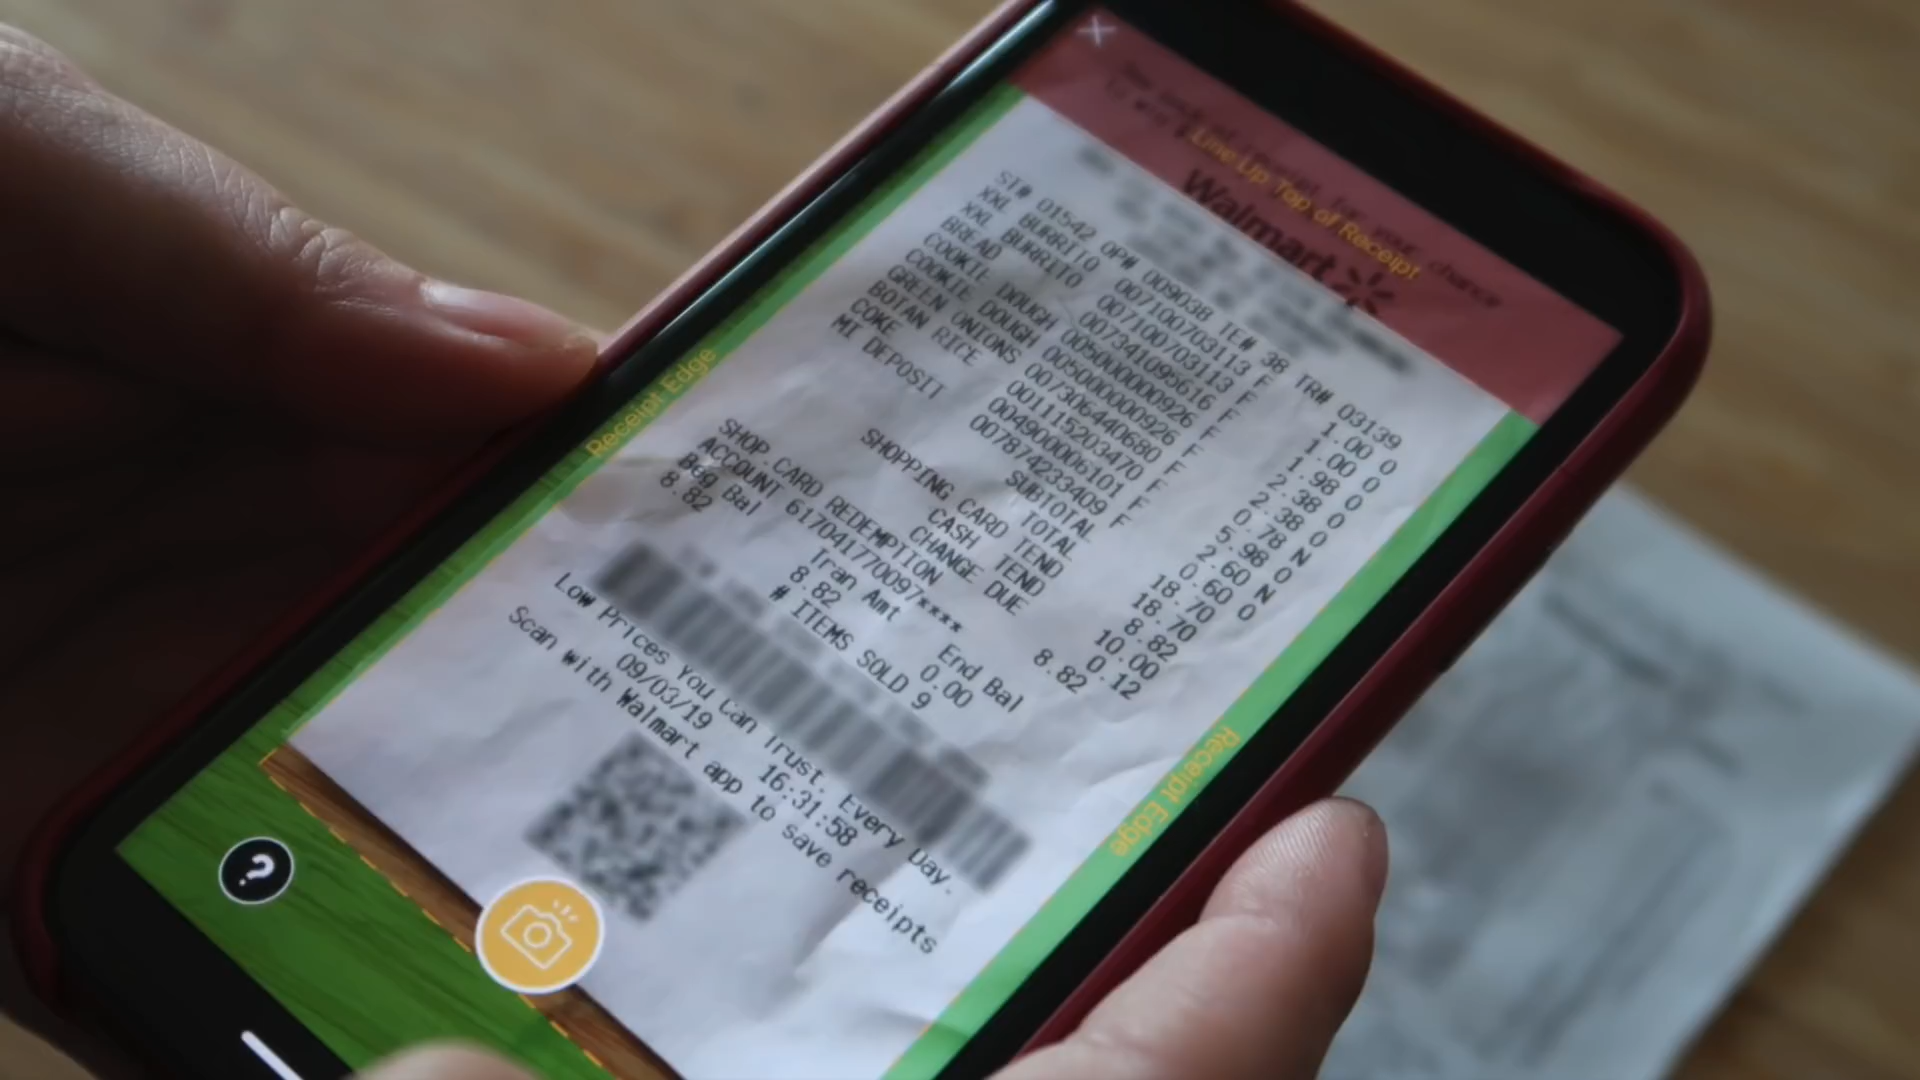 Line Up Top of Receipt
Walmart
ST# 01542 OP# 009038 TE# 38 TR# 03139
XXL BURRITO 007100703113 F 1.00 O
XXL BURRITO 007100703113 F 1.00 O
BREAD 007341095616 F 1.98 O
COOKIE DOUGH 005000000926 F 2.38 O
COOKIE DOUGH 005000000926 F 2.38 O
GREEN ONIONS 007306440680 F 0.78 N
BOTAN RICE 001115203470 F 5.98 O
COKE 004900006101 F 2.60 N
MI DEPOSIT 007874233409 F 0.60 O
SUBTOTAL 18.70
TOTAL 18.70
SHOPPING CARD TEND 8.82
CASH TEND 10.00
CHANGE DUE 0.12
SHOP CARD REDEMPTION 8.82
ACCOUNT 617041770097****
Beg Bal Tran Amt End Bal
8.82 8.82 0.00
# ITEMS SOLD 9
Low Prices You Can Trust. Every Day.
09/03/19 16:31:58
Scan with Walmart app to save receipts
Receipt Edge
Receipt Edge
?